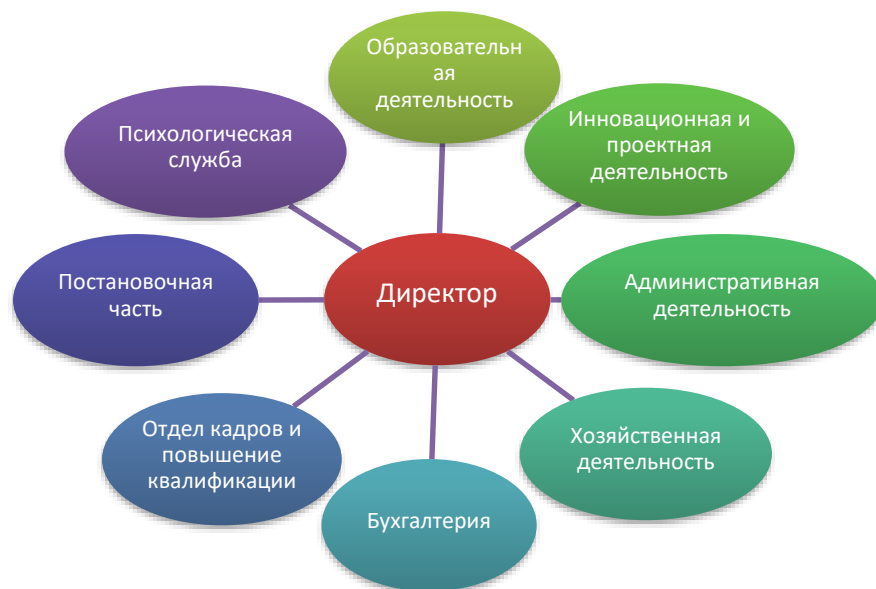 Образовательн
ая
деятельность
Инновационная и
проектная
деятельность
Административная
деятельность
Хозяйственная
деятельность
Бухгалтерия
Отдел кадров и
повышение
квалификации
Постановочная
часть
Психологическая
служба
Директор